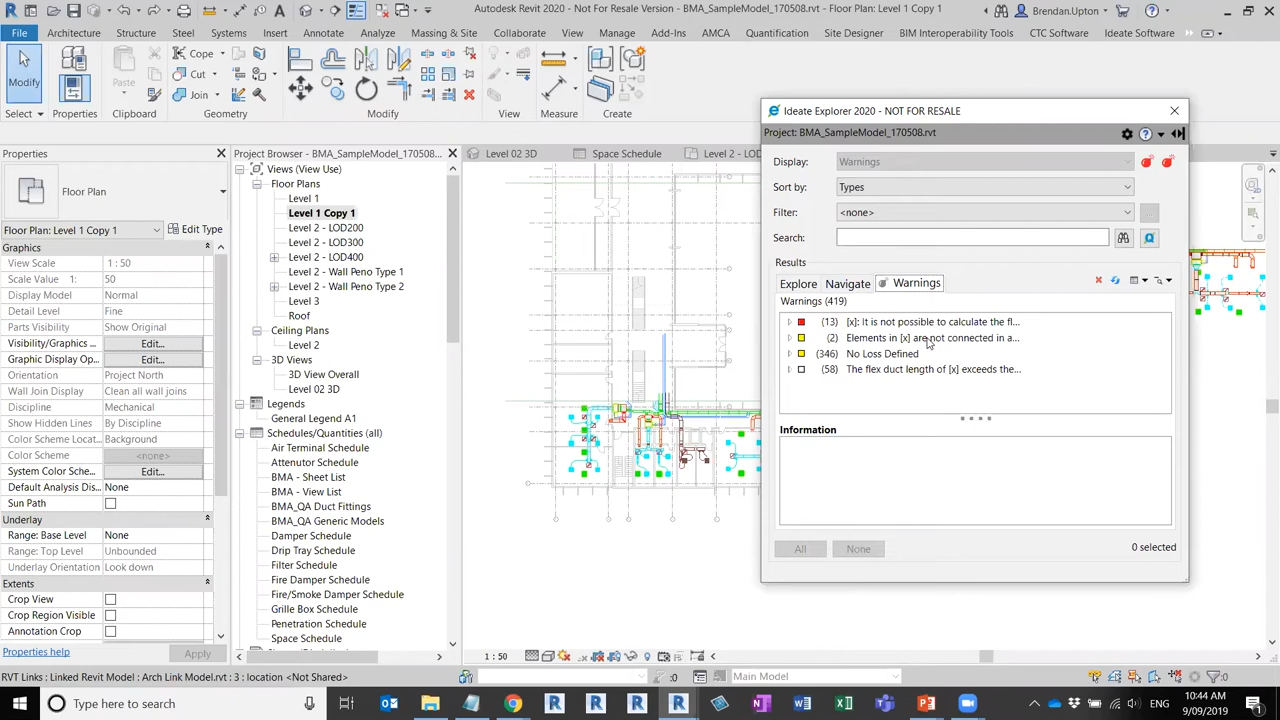 Autodesk Revit 2020 - Not For Resale Version - BMA_SampleModel_170508.rvt - Floor Plan: Level 1 Copy 1
Brendan.Upton
File Architecture Structure Steel Systems Insert Annotate Analyze Massing & Site Collaborate View Manage Add-Ins AMCA Quantification Site Designer BIM Interoperability Tools CTC Software Ideate Software
Modify
Paste
Cope
Cut
Join
Select Properties Clipboard Geometry Modify View Measure Create
Properties
Floor Plan
Floor Plan: Level 1 Copy 1 Edit Type
Graphics
View Scale 1 : 50
Scale Value 1: 50
Display Model Normal
Detail Level Fine
Parts Visibility Show Original
Visibility/Graph... Edit...
Graphic Display Op... Edit...
Orientation Project North
Wall Join Display Clean all wall joins
Discipline Mechanical
Show Hidden Lines By Discipline
Color Scheme Locat... Background
Color Scheme <none>
System Color Sche... Edit...
Default Analysis Dis... None
Sun Path
Underlay
Range: Base Level None
Range: Top Level Unbounded
Underlay Orientation Look down
Extents
Crop View
Crop Region Visible
Annotation Crop
Properties help Apply
Project Browser - BMA_SampleModel_170508...
Views (View Use)
Floor Plans
Level 1
Level 1 Copy 1
Level 2 - LOD200
Level 2 - LOD300
Level 2 - LOD400
Level 2 - Wall Peno Type 1
Level 2 - Wall Peno Type 2
Level 3
Roof
Ceiling Plans
Level 2
3D Views
3D View Overall
Level 02 3D
Legends
General Legend A1
Schedules/Quantities (all)
Air Terminal Schedule
Attenutor Schedule
BMA - Sheet List
BMA - View List
BMA_QA Duct Fittings
BMA_QA Generic Models
Damper Schedule
Drip Tray Schedule
Filter Schedule
Fire Damper Schedule
Fire/Smoke Damper Schedule
Grille Box Schedule
Penetration Schedule
Space Schedule
Level 02 3D Space Schedule Level 2 - LOD
Ideate Explorer 2020 - NOT FOR RESALE
Project: BMA_SampleModel_170508.rvt
Display: Warnings
Sort by: Types
Filter: <none>
Search:
Results
Explore Navigate Warnings
Warnings (419)
(13) [x]: It is not possible to calculate the fl...
(2) Elements in [x] are not connected in a...
(346) No Loss Defined
(58) The flex duct length of [x] exceeds the...
Information
All None 0 selected
1 : 50
RVT Links : Linked Revit Model : Arch Link Model.rvt : 3 : location <Not Shared> :0 Main Model :0
Type here to search
ENG
10:44 AM
9/09/2019